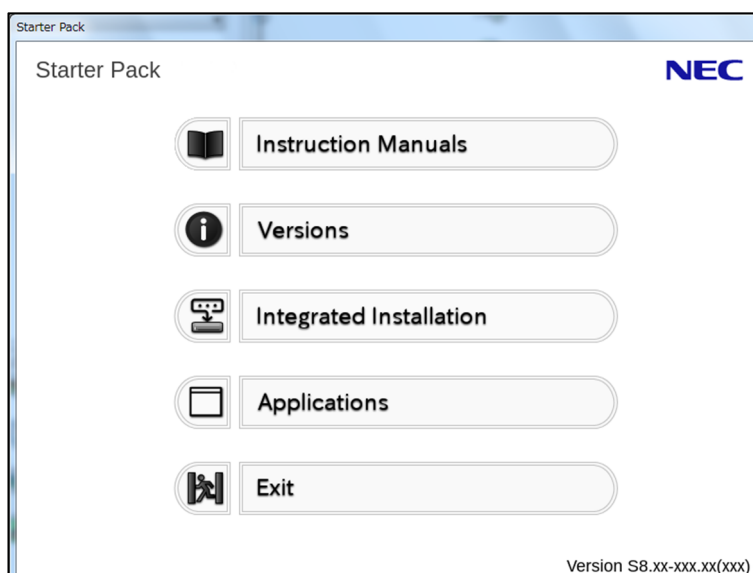 Starter Pack
Starter Pack
NEC
Instruction Manuals
Versions
Integrated Installation
Applications
Exit
Version S8.xx-xxx.xx(xxx)